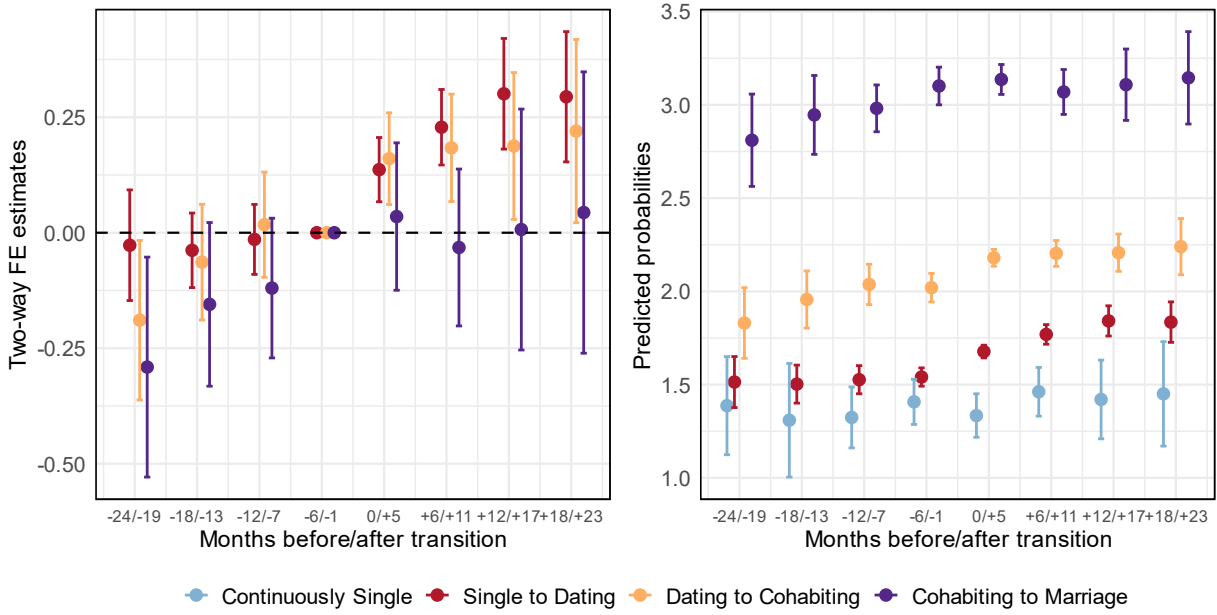 Two-way FE estimates
0.25
0.00
-0.25
-0.50
-24/-19 -18/-13 -12/-7 -6/-1 0/+5 +6/+11 +12/+17 +18/+23
Months before/after transition
Predicted probabilities
3.5
3.0
2.5
2.0
1.5
1.0
-24/-19 -18/-13 -12/-7 -6/-1 0/+5 +6/+11 +12/+17 +18/+23
Months before/after transition
Continuously Single Single to Dating Dating to Cohabiting Cohabiting to Marriage